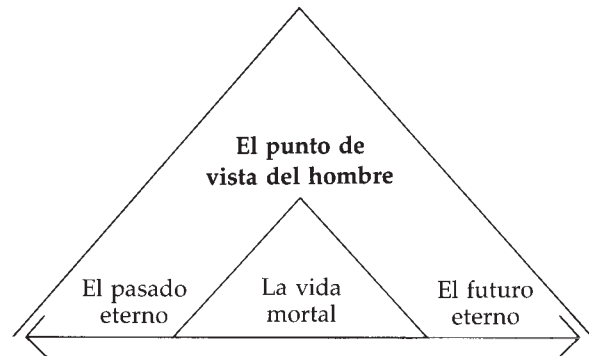 El punto de
vista del hombre
El pasado
eterno
La vida
mortal
El futuro
eterno